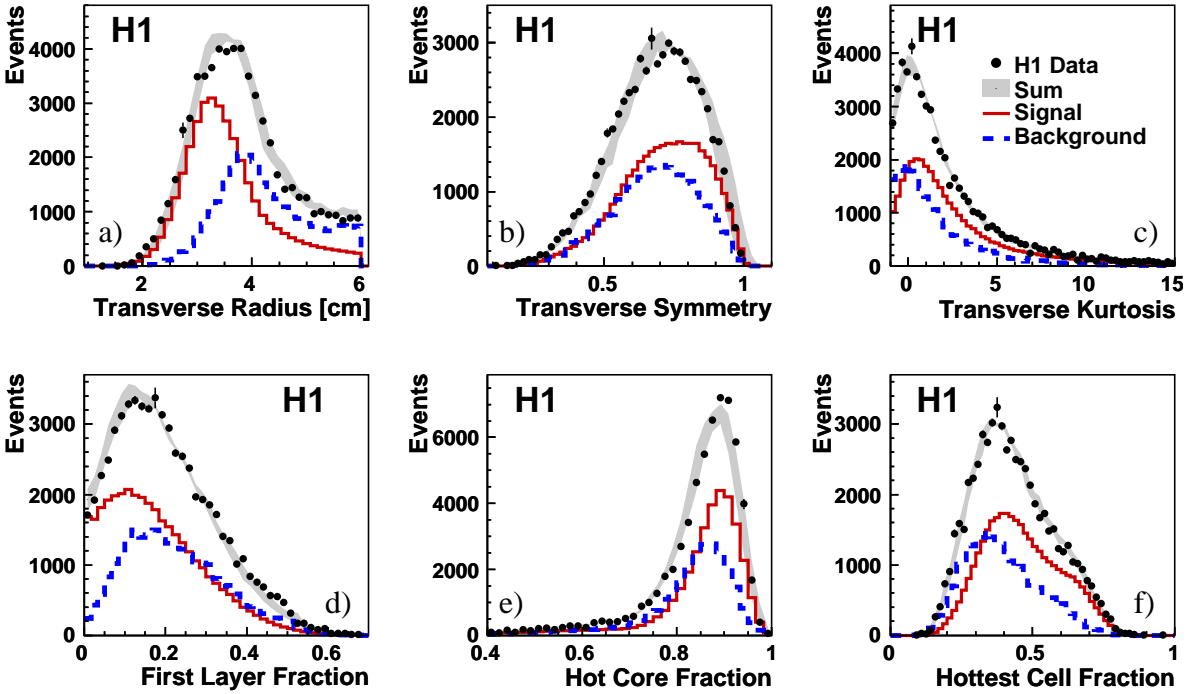 H1
Events
4000
3000
2000
1000
0
a)
2
4
6
Transverse Radius [cm]
H1
Events
3000
2000
1000
0
b)
0.5
1
Transverse Symmetry
H1
Events
6000
5000
4000
3000
2000
1000
0
H1 Data
Sum
Signal
Background
c)
0
5
10
15
Transverse Kurtosis
H1
Events
3000
2000
1000
0
d)
0
0.2
0.4
0.6
First Layer Fraction
H1
Events
6000
4000
2000
0
e)
0.4
0.6
0.8
1
Hot Core Fraction
H1
Events
4000
3000
2000
1000
0
f)
0
0.5
1
Hottest Cell Fraction